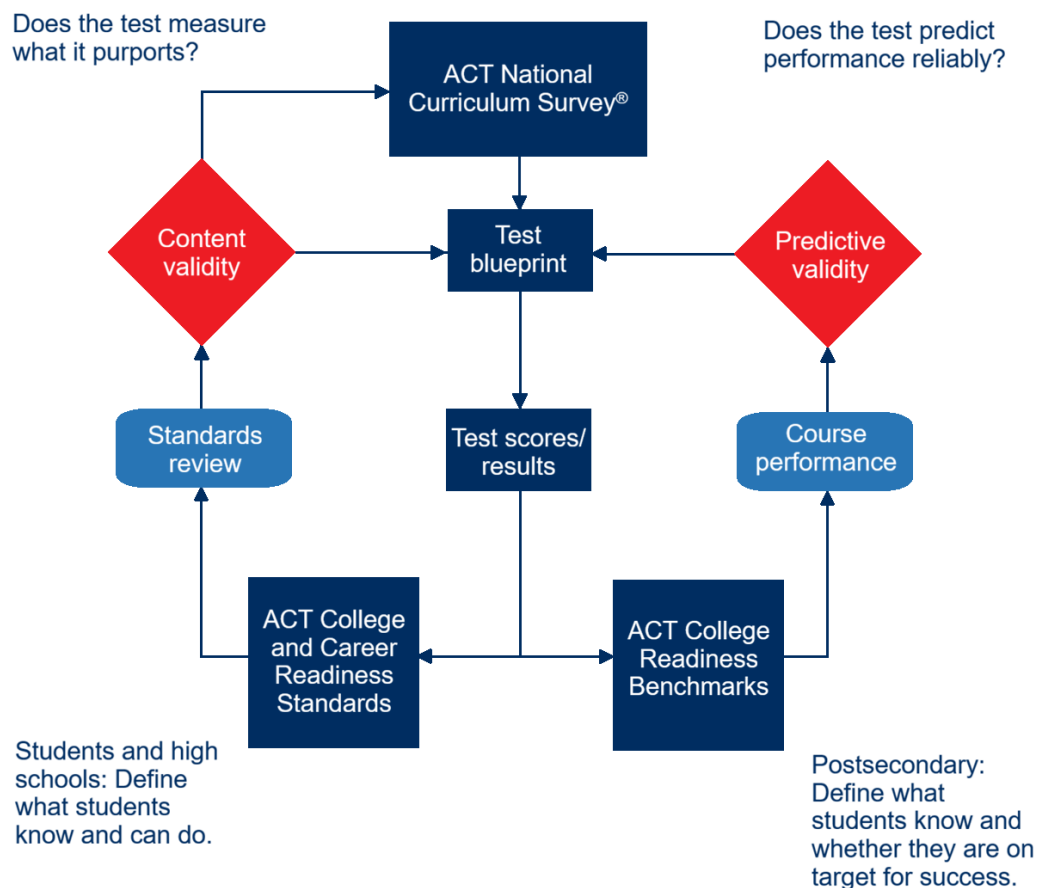 Does the test measure
what it purports?
Does the test predict
performance reliably?
ACT National
Curriculum Survey®
Content
validity
Test
blueprint
Predictive
validity
Standards
review
Test scores/
results
Course
performance
ACT College
and Career
Readiness
Standards
ACT College
Readiness
Benchmarks
Students and high
schools: Define
what students
know and can do.
Postsecondary:
Define what
students know and
whether they are on
target for success.